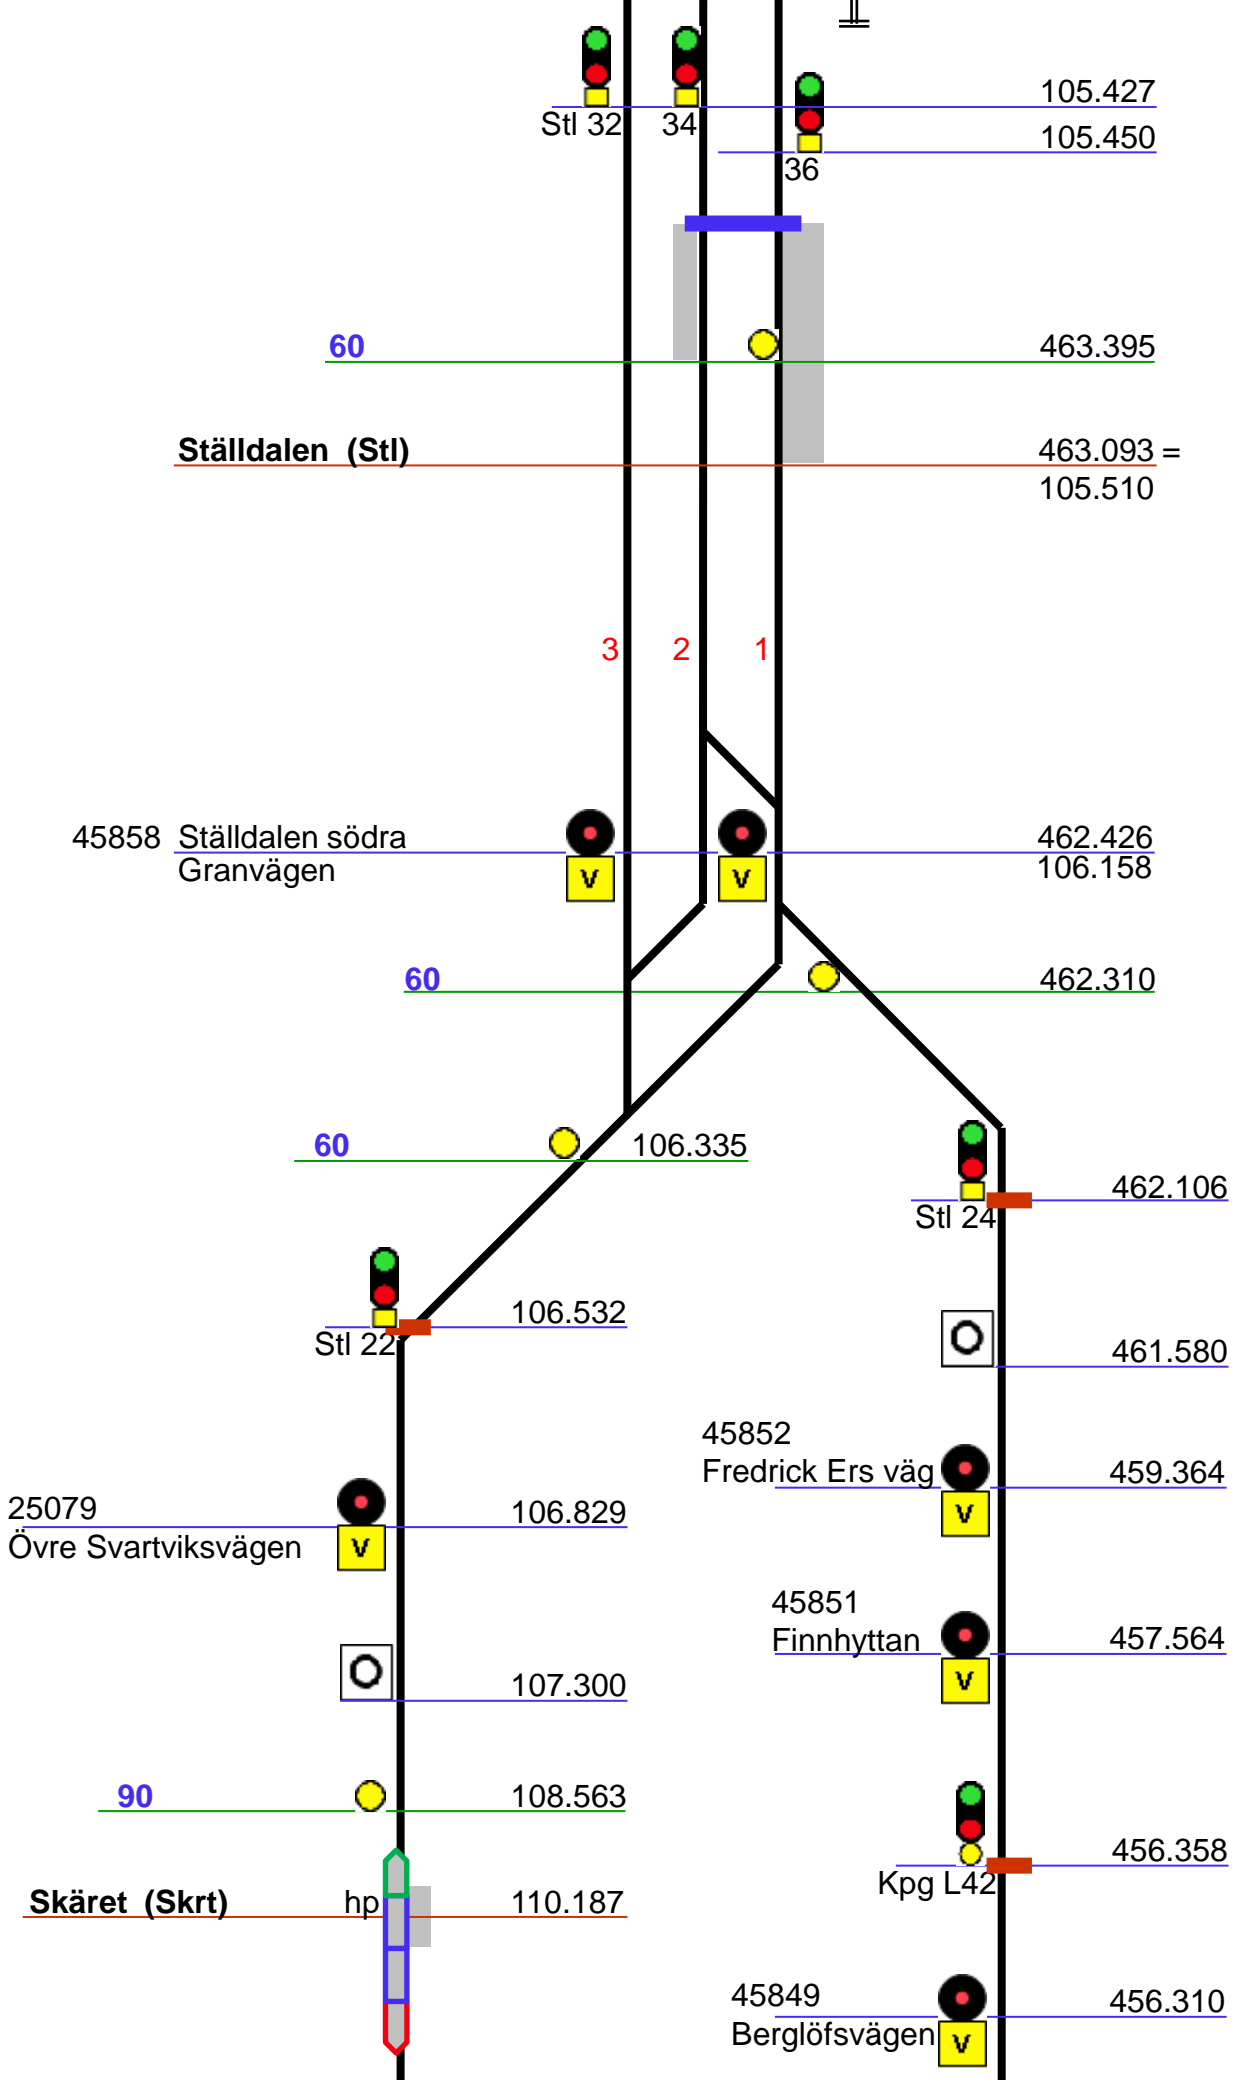 105.427
Stl 32 34
105.450
36
60 463.395
Ställdalen (Stl) 463.093 =
105.510
3 2 1
45858 Ställdalen södra 462.426
Granvägen 106.158
V V
60 462.310
60 106.335
462.106
Stl 24
106.532
Stl 22
O 461.580
45852
Fredrick Ers väg 459.364
V
25079 106.829
Övre Svartviksvägen V
45851
Finnhyttan 457.564
V
O 107.300
90 108.563
456.358
Kpg L42
Skäret (Skrt) hp 110.187
45849 456.310
Berglöfsvägen V